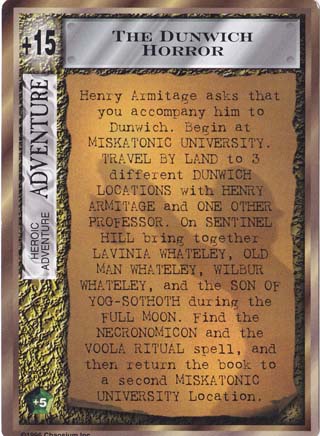 +15
THE DUNWICH
HORROR
HEROIC
ADVENTURE
ADVENTURE
Henry Armitage asks that
you accompany him to
Dunwich. Begin at
MISKATONIC UNIVERSITY.
TRAVEL BY LAND to 3
different DUNWICH
LOCATIONS with HENRY
ARMITAGE and ONE OTHER
PROFESSOR. On SENTINEL
HILL bring together
LAVINIA WHATELEY, OLD
MAN WHATELEY, WILBUR
WHATELEY, and the SON OF
YOG-SOTHOTH during the
FULL MOON. Find the
NECRONOMICON and the
VOOLA RITUAL spell, and
then return the book to
a second MISKATONIC
UNIVERSITY Location.
+5
©1996 Chaosium Inc.